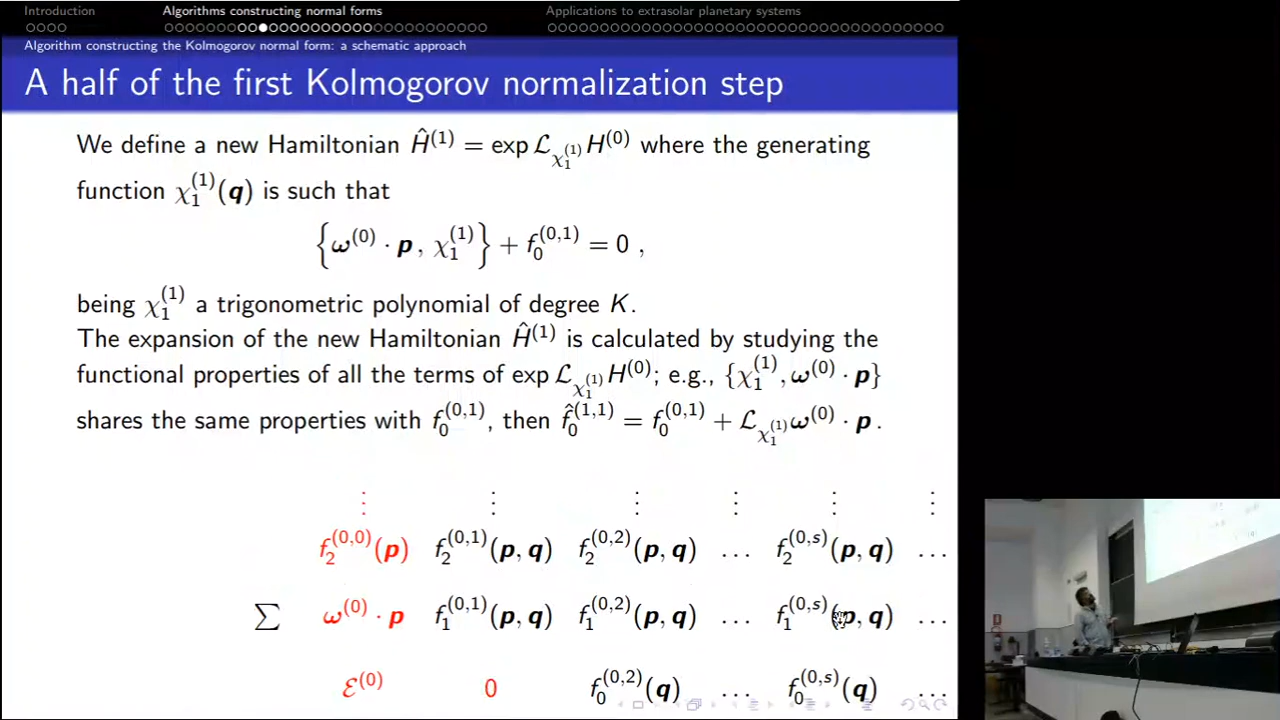 Introduction
Algorithms constructing normal forms
Applications to extrasolar planetary systems
Algorithm constructing the Kolmogorov normal form: a schematic approach
A half of the first Kolmogorov normalization step
We define a new Hamiltonian Ĥ^(1) = exp ℒ_{χ₁^(1)} H^(0) where the generating
function χ₁^(1)(q) is such that
{ω^(0) · p , χ₁^(1)} + f₀^(0,1) = 0 ,
being χ₁^(1) a trigonometric polynomial of degree K.
The expansion of the new Hamiltonian Ĥ^(1) is calculated by studying the
functional properties of all the terms of exp ℒ_{χ₁^(1)} H^(0); e.g., {χ₁^(1), ω^(0) · p}
shares the same properties with f₀^(0,1), then f̂₀^(1,1) = f₀^(0,1) + ℒ_{χ₁^(1)} ω^(0) · p .
⋮ ⋮ ⋮ ⋮ ⋮ ⋮
f₂^(0,0)(p) f₂^(0,1)(p, q) f₂^(0,2)(p, q) … f₂^(0,s)(p, q) …
∑ ω^(0) · p f₁^(0,1)(p, q) f₁^(0,2)(p, q) … f₁^(0,s)(p, q) …
ℰ^(0) 0 f₀^(0,2)(q) … f₀^(0,s)(q) …